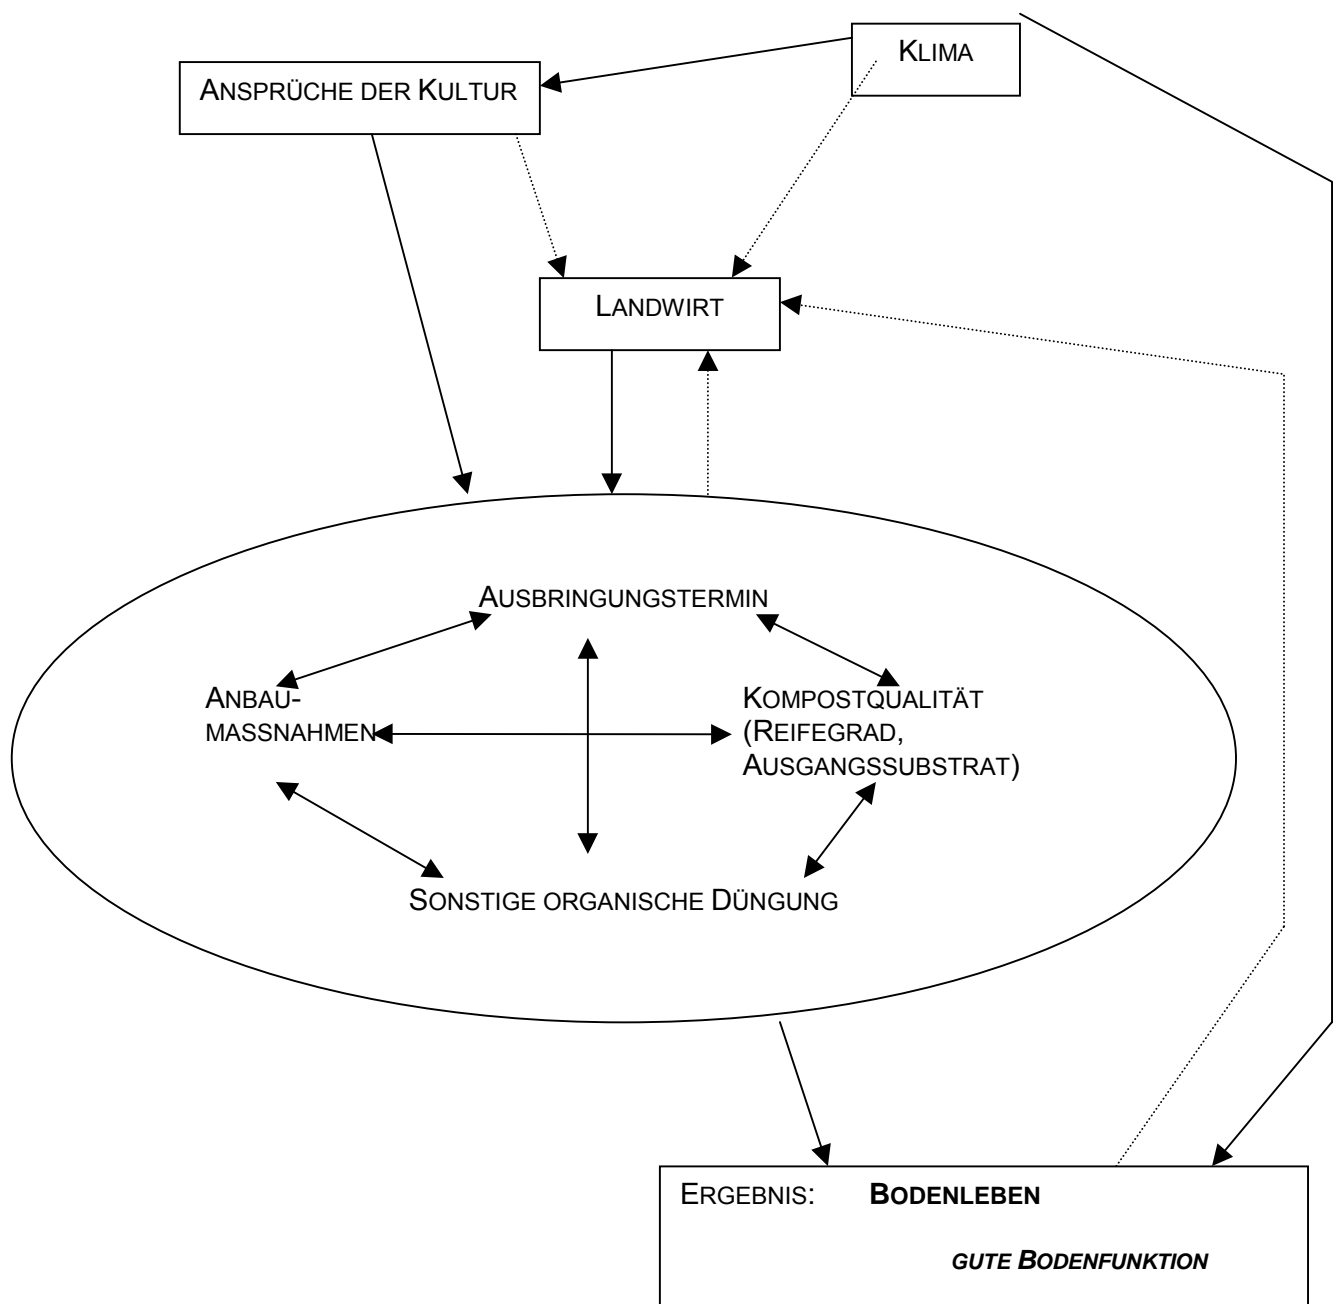 KLIMA
ANSPRÜCHE DER KULTUR
LANDWIRT
AUSBRINGUNGSTERMIN
ANBAU-
MASSNAHMEN
KOMPOSTQUALITÄT
(REIFEGRAD,
AUSGANGSSUBSTRAT)
SONSTIGE ORGANISCHE DÜNGUNG
ERGEBNIS: BODENLEBEN
GUTE BODENFUNKTION